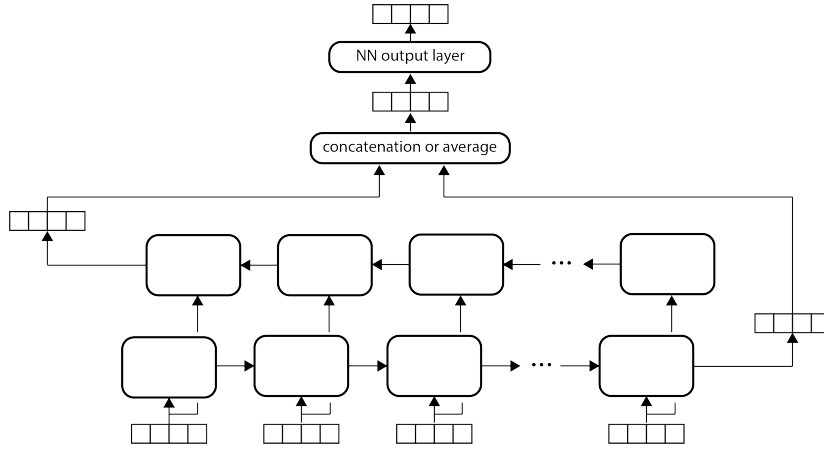 NN output layer
concatenation or average
...
...